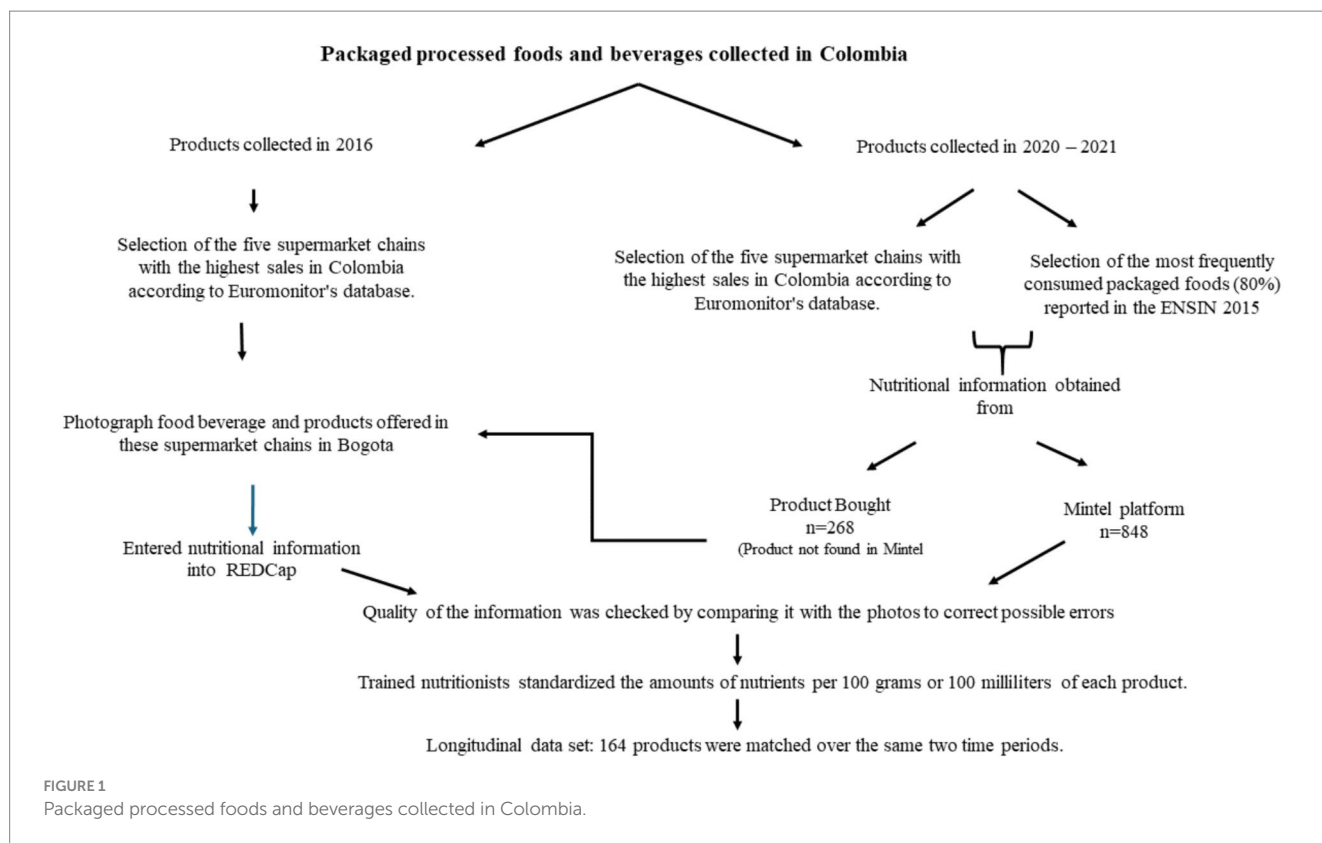 Packaged processed foods and beverages collected in Colombia
Products collected in 2016
Products collected in 2020 – 2021
Selection of the five supermarket chains
with the highest sales in Colombia
according to Euromonitor's database.
Selection of the five supermarket chains with
the highest sales in Colombia according to
Euromonitor's database.
Selection of the most frequently
consumed packaged foods (80%)
reported in the ENSIN 2015
Nutritional information obtained
from
Photograph food beverage and products offered in
these supermarket chains in Bogota
Product Bought
n=268
(Product not found in Mintel
Mintel platform
n=848
Entered nutritional information
into REDCap
Quality of the information was checked by comparing it with the photos to correct possible errors
Trained nutritionists standardized the amounts of nutrients per 100 grams or 100 milliliters of each product.
Longitudinal data set: 164 products were matched over the same two time periods.
FIGURE 1
Packaged processed foods and beverages collected in Colombia.